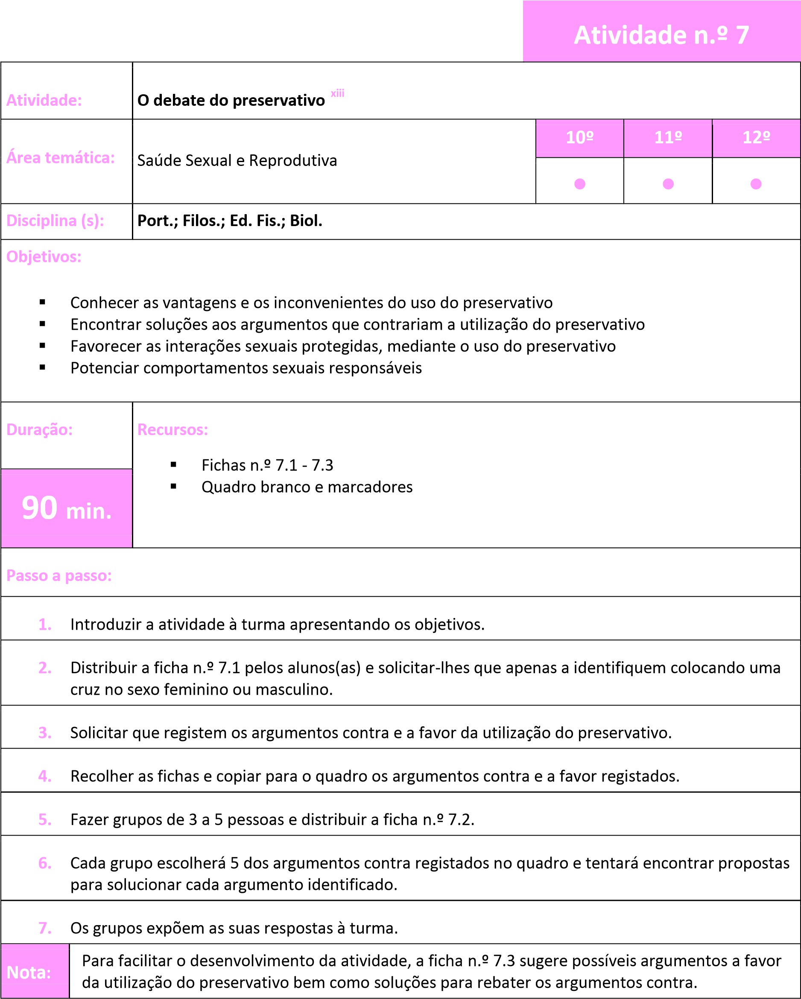 Atividade n.º 7
Atividade:
O debate do preservativo xiii
Área temática:
Saúde Sexual e Reprodutiva
10º 11º 12º
● ● ●
Disciplina (s):
Port.; Filos.; Ed. Fis.; Biol.
Objetivos:
▪ Conhecer as vantagens e os inconvenientes do uso do preservativo
▪ Encontrar soluções aos argumentos que contrariam a utilização do preservativo
▪ Favorecer as interações sexuais protegidas, mediante o uso do preservativo
▪ Potenciar comportamentos sexuais responsáveis
Duração:
90 min.
Recursos:
▪ Fichas n.º 7.1 - 7.3
▪ Quadro branco e marcadores
Passo a passo:
1. Introduzir a atividade à turma apresentando os objetivos.
2. Distribuir a ficha n.º 7.1 pelos alunos(as) e solicitar-lhes que apenas a identifiquem colocando uma
cruz no sexo feminino ou masculino.
3. Solicitar que registem os argumentos contra e a favor da utilização do preservativo.
4. Recolher as fichas e copiar para o quadro os argumentos contra e a favor registados.
5. Fazer grupos de 3 a 5 pessoas e distribuir a ficha n.º 7.2.
6. Cada grupo escolherá 5 dos argumentos contra registados no quadro e tentará encontrar propostas
para solucionar cada argumento identificado.
7. Os grupos expõem as suas respostas à turma.
Nota:
Para facilitar o desenvolvimento da atividade, a ficha n.º 7.3 sugere possíveis argumentos a favor
da utilização do preservativo bem como soluções para rebater os argumentos contra.